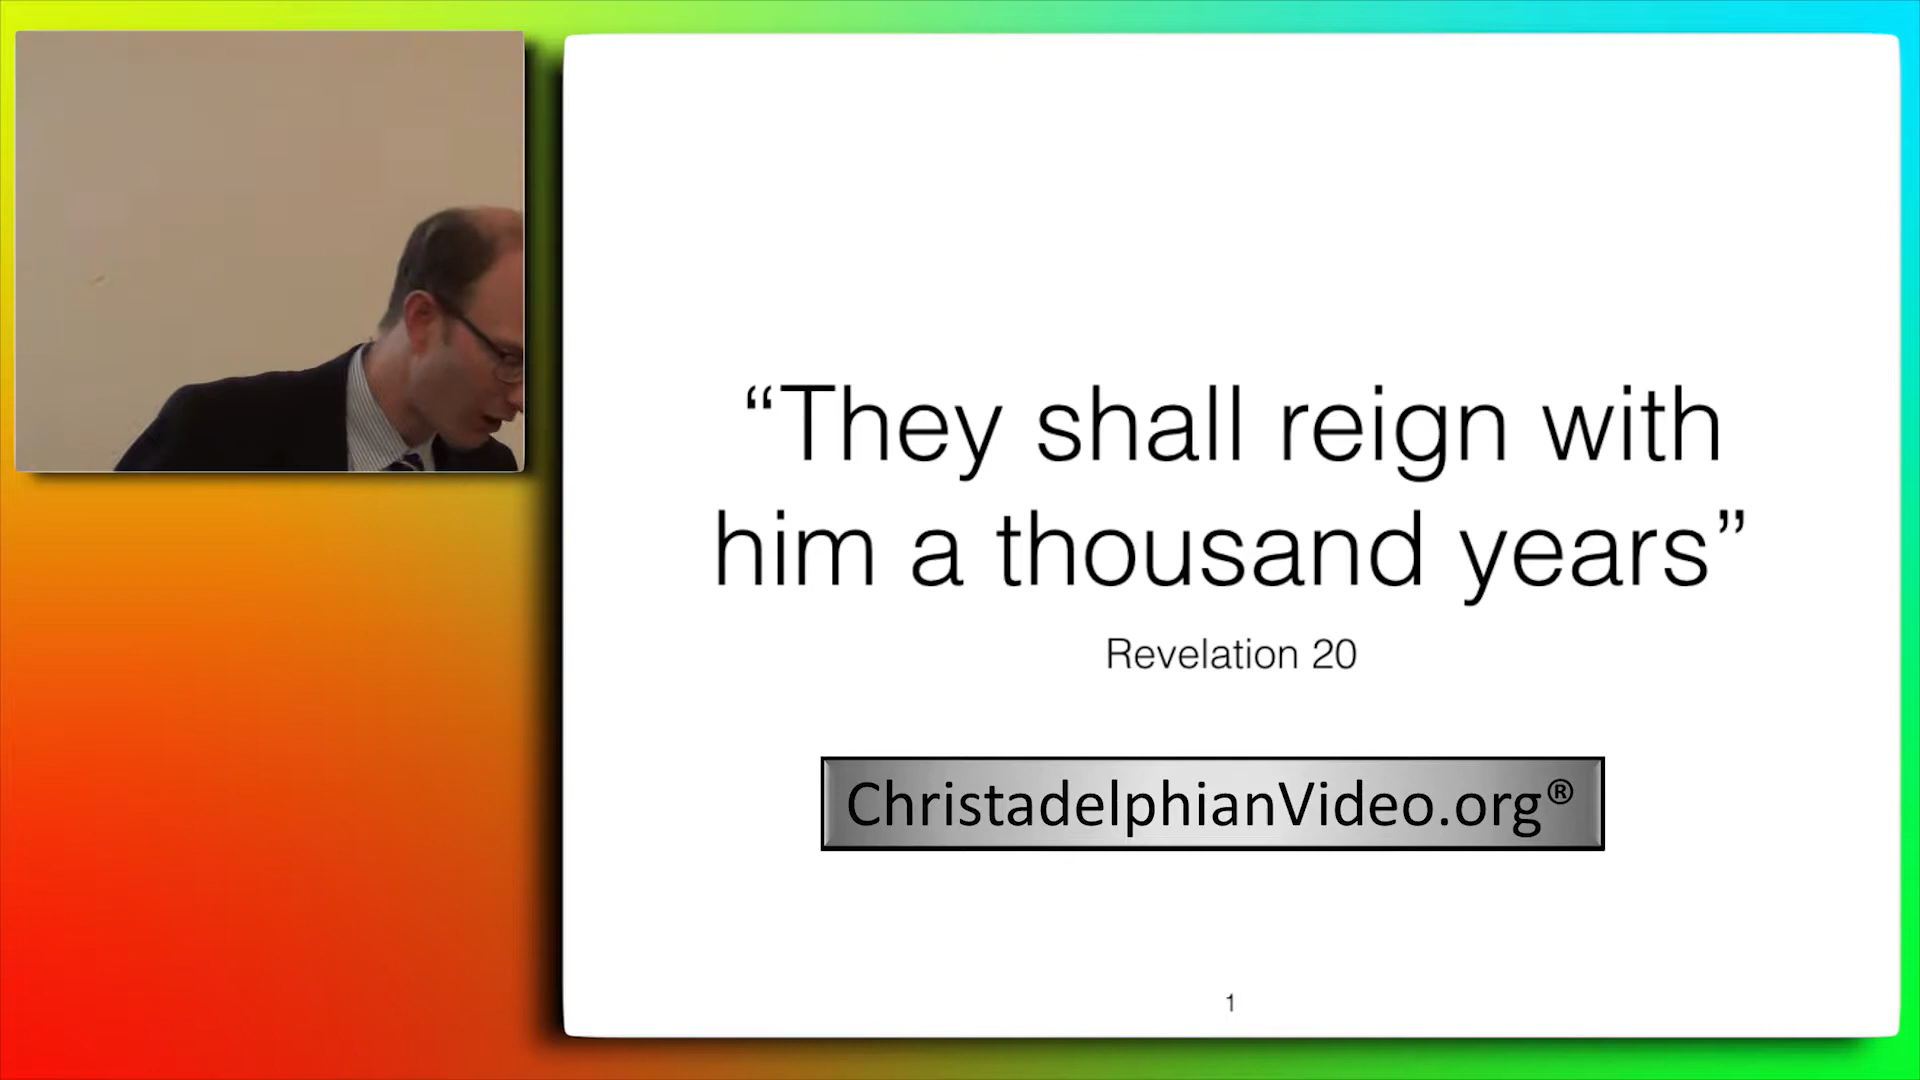 “They shall reign with
him a thousand years”
Revelation 20
ChristadelphianVideo.org®
1